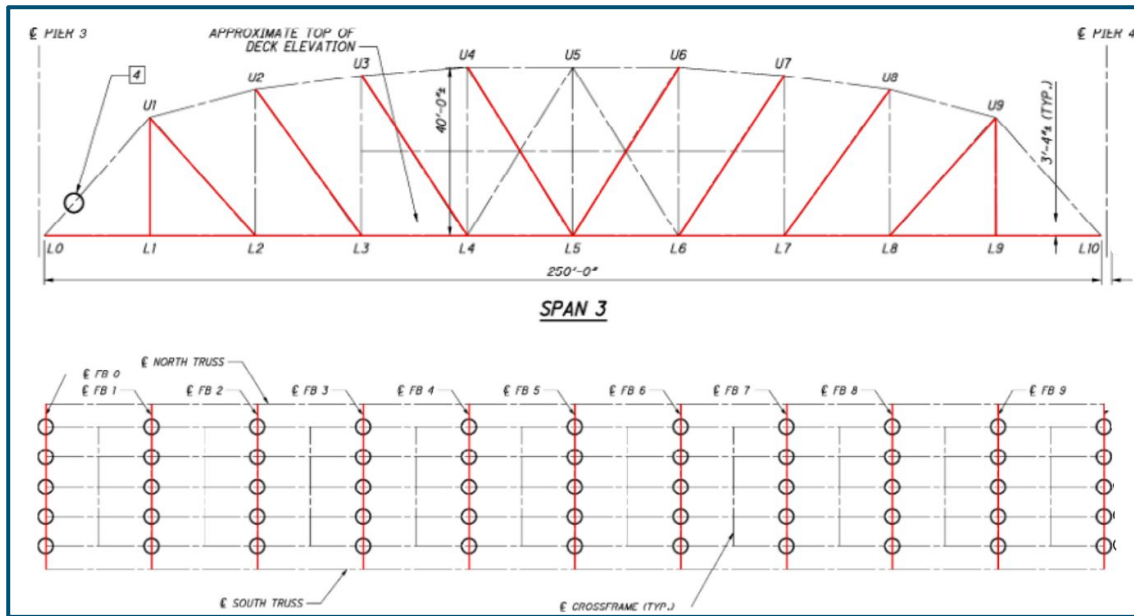 ℄ PIER 3
APPROXIMATE TOP OF
DECK ELEVATION
℄ PIER 4
4
U1
U2
U3
U4
U5
U6
U7
U8
U9
40'-0"±
3'-4"± (TYP.)
L0
L1
L2
L3
L4
L5
L6
L7
L8
L9
L10
250'-0"
SPAN 3
℄ NORTH TRUSS
℄ FB 0
℄ FB 1
℄ FB 2
℄ FB 3
℄ FB 4
℄ FB 5
℄ FB 6
℄ FB 7
℄ FB 8
℄ FB 9
℄ SOUTH TRUSS
℄ CROSSFRAME (TYP.)